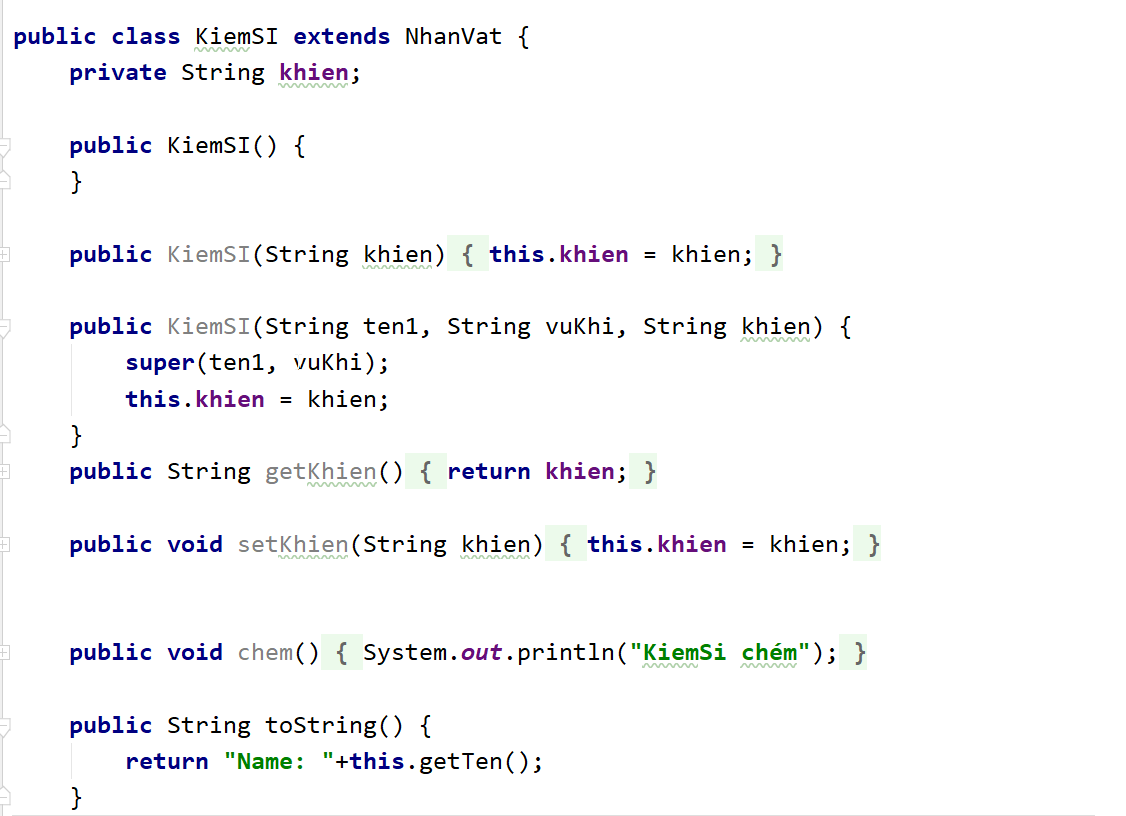 public class KiemSI extends NhanVat {
    private String khien;
    public KiemSI() {
    }
    public KiemSI(String khien) { this.khien = khien; }
    public KiemSI(String ten1, String vuKhi, String khien) {
        super(ten1, vuKhi);
        this.khien = khien;
    }
    public String getKhien() { return khien; }
    public void setKhien(String khien) { this.khien = khien; }
    public void chem() { System.out.println("KiemSi chém"); }
    public String toString() {
        return "Name: "+this.getTen();
    }